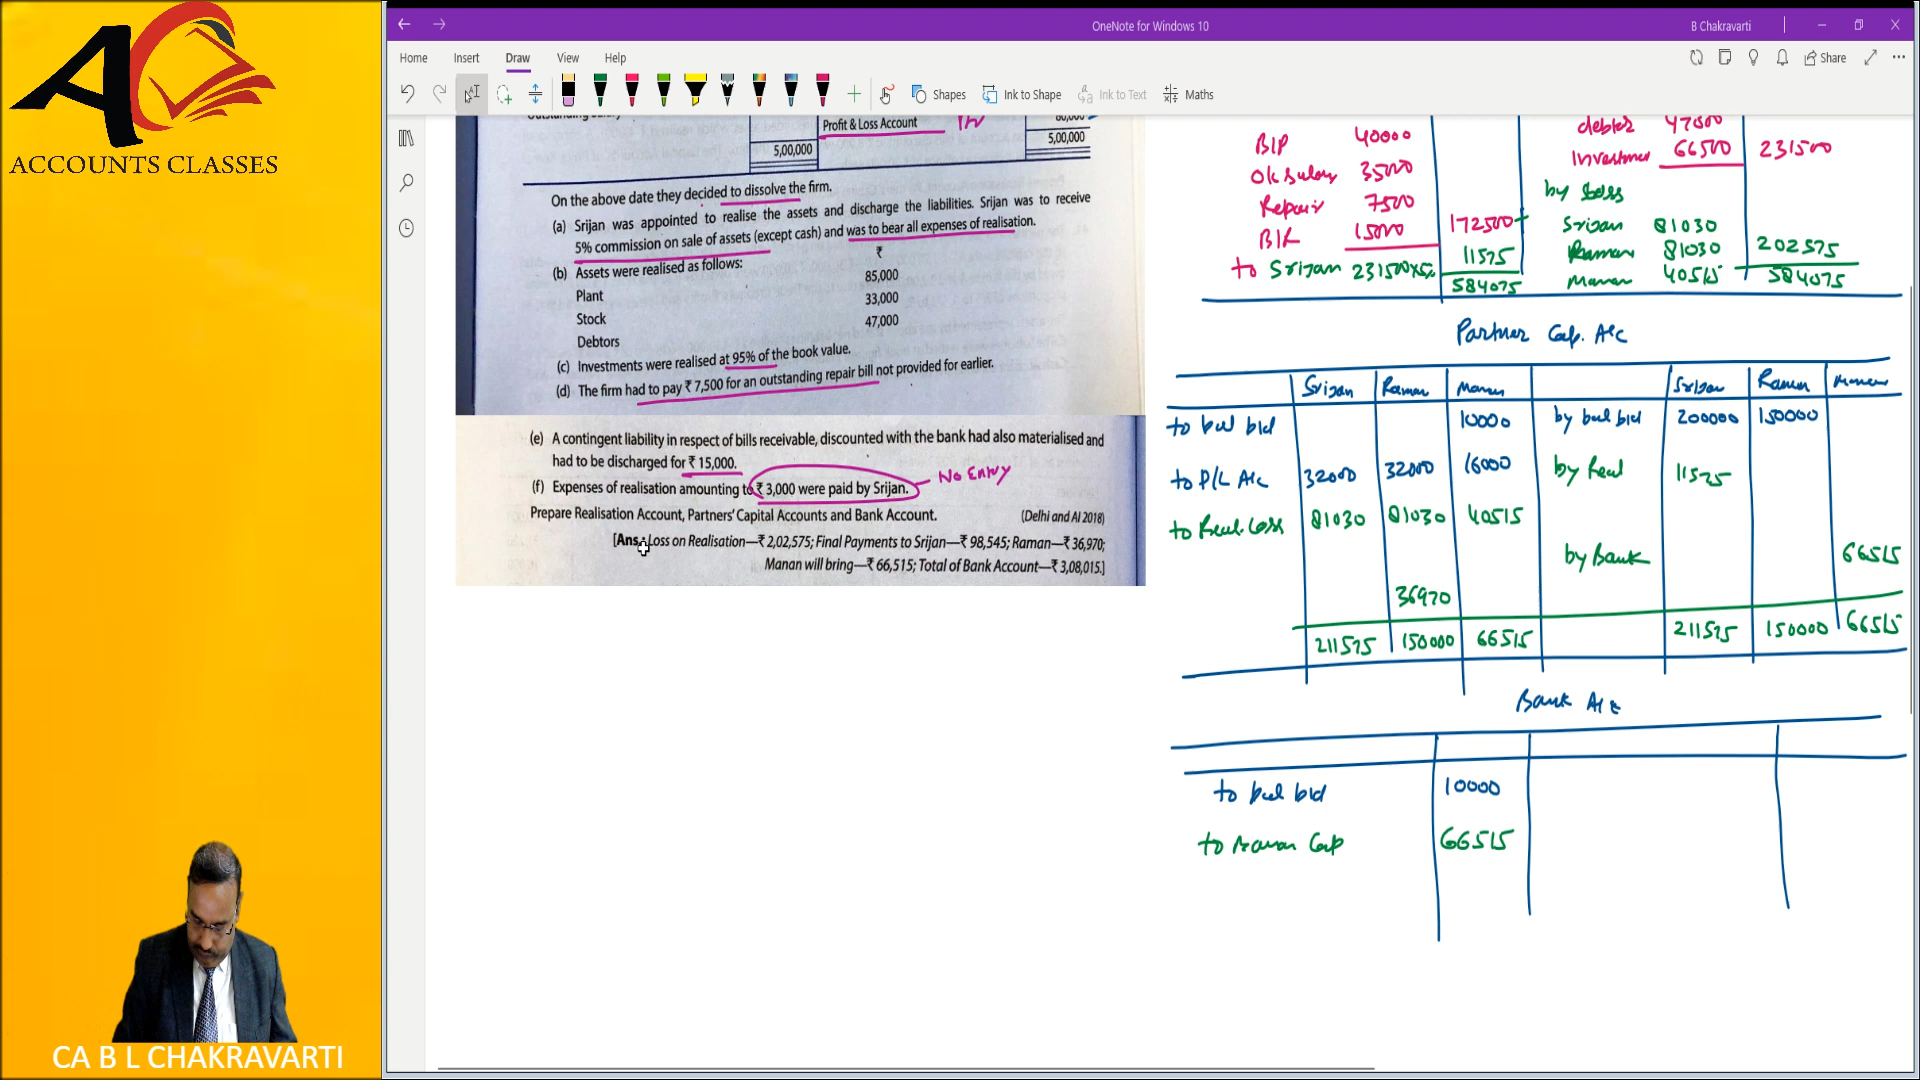 AC
ACCOUNTS CLASSES
CA B L CHAKRAVARTI
OneNote for Windows 10
B Chakravarti
Home Insert Draw View Help
Share
Shapes Ink to Shape Ink to Text Maths
Profit & Loss Account
80,000
5,00,000
5,00,000
On the above date they decided to dissolve the firm.
(a) Srijan was appointed to realise the assets and discharge the liabilities. Srijan was to receive
5% commission on sale of assets (except cash) and was to bear all expenses of realisation.
(b) Assets were realised as follows: ₹
Plant 85,000
Stock 33,000
Debtors 47,000
(c) Investments were realised at 95% of the book value.
(d) The firm had to pay ₹ 7,500 for an outstanding repair bill not provided for earlier.
(e) A contingent liability in respect of bills receivable, discounted with the bank had also materialised and
had to be discharged for ₹ 15,000.
(f) Expenses of realisation amounting to ₹ 3,000 were paid by Srijan. No Entry
Prepare Realisation Account, Partners' Capital Accounts and Bank Account. (Delhi and AI 2018)
[Ans. Loss on Realisation—₹ 2,02,575; Final Payments to Srijan—₹ 98,545; Raman—₹ 36,970;
Manan will bring—₹ 66,515; Total of Bank Account—₹ 3,08,015.]
debtor 47000
B/P 40000
Investmer 66500 231500
35000
Repair 7500
by loss
B/R 15000 172500
Srijan 81030
to Srijan 231500x5% 11575
Raman 81030 202575
584075
Manan 40515 584075
Partner Cap. A/c
Srijan Raman Manan Srijan Raman Manan
to bal b/d 10000 by bal b/d 200000 150000
to P/L A/c 32000 32000 16000 by Real 11575
to Real. Loss 81030 81030 40515
by Bank 66515
36970
211575 150000 66515 211575 150000 66515
Bank A/c
to bal b/d 10000
to Manan Cap 66515